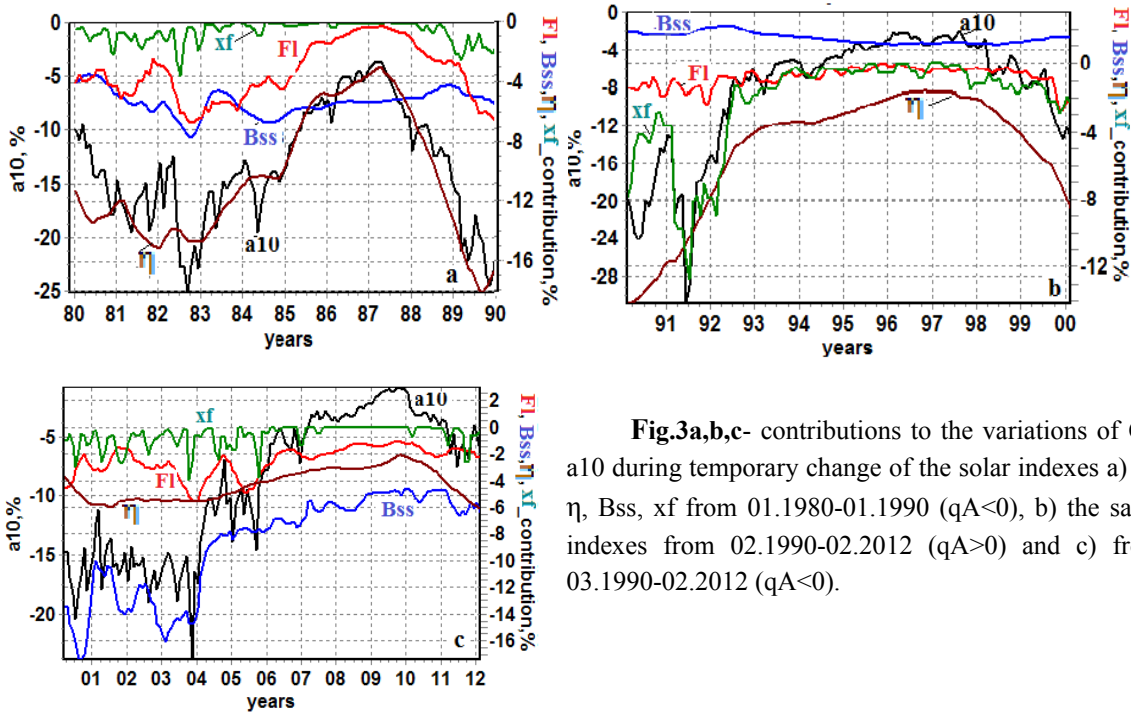 0
-5
-10
-15
-20
-25
a10, %
xf
Fl
Bss
η
a10
a
0
-4
-8
-12
-16
Fl, Bss, η, xf_contribution, %
80 81 82 83 84 85 86 87 88 89 90
years
0
-4
-8
-12
-16
-20
-24
-28
a10, %
Bss
a10
Fl
xf
η
b
0
-4
-8
-12
Fl, Bss, η, xf_contribution, %
91 92 93 94 95 96 97 98 99 00
years
-5
-10
-15
-20
a10, %
xf
a10
Fl
η
Bss
c
2
0
-2
-4
-6
-8
-10
-12
-14
-16
Fl, Bss, η, xf_contribution, %
01 02 03 04 05 06 07 08 09 10 11 12
years
Fig.3a,b,c- contributions to the variations of
a10 during temporary change of the solar indexes a)
η, Bss, xf from 01.1980-01.1990 (qA<0), b) the
indexes from 02.1990-02.2012 (qA>0) and c)
03.1990-02.2012 (qA<0).